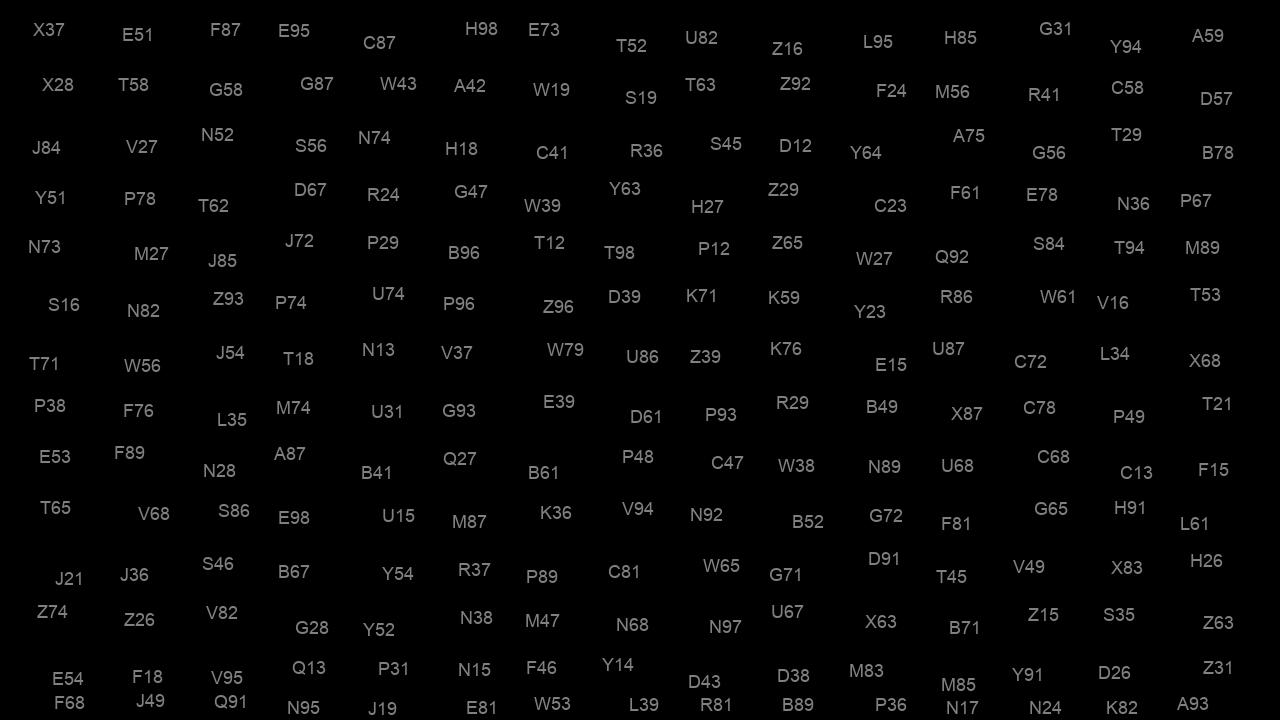 X37 E51 F87 E95 C87 H98 E73 T52 U82 Z16 L95 H85 G31 Y94 A59
X28 T58 G58 G87 W43 A42 W19 S19 T63 Z92 F24 M56 R41 C58 D57
J84 V27 N52 S56 N74 H18 C41 R36 S45 D12 Y64 A75 G56 T29 B78
Y51 P78 T62 D67 R24 G47 W39 Y63 H27 Z29 C23 F61 E78 N36 P67
N73 M27 J85 J72 P29 B96 T12 T98 P12 Z65 W27 Q92 S84 T94 M89
S16 N82 Z93 P74 U74 P96 Z96 D39 K71 K59 Y23 R86 W61 V16 T53
T71 W56 J54 T18 N13 V37 W79 U86 Z39 K76 E15 U87 C72 L34 X68
P38 F76 L35 M74 U31 G93 E39 D61 P93 R29 B49 X87 C78 P49 T21
E53 F89 N28 A87 B41 Q27 B61 P48 C47 W38 N89 U68 C68 C13 F15
T65 V68 S86 E98 U15 M87 K36 V94 N92 B52 G72 F81 G65 H91 L61
J21 J36 S46 B67 Y54 R37 P89 C81 W65 G71 D91 T45 V49 X83 H26
Z74 Z26 V82 G28 Y52 N38 M47 N68 N97 U67 X63 B71 Z15 S35 Z63
E54 F18 V95 Q13 P31 N15 F46 Y14 D43 D38 M83 M85 Y91 D26 Z31
F68 J49 Q91 N95 J19 E81 W53 L39 R81 B89 P36 N17 N24 K82 A93